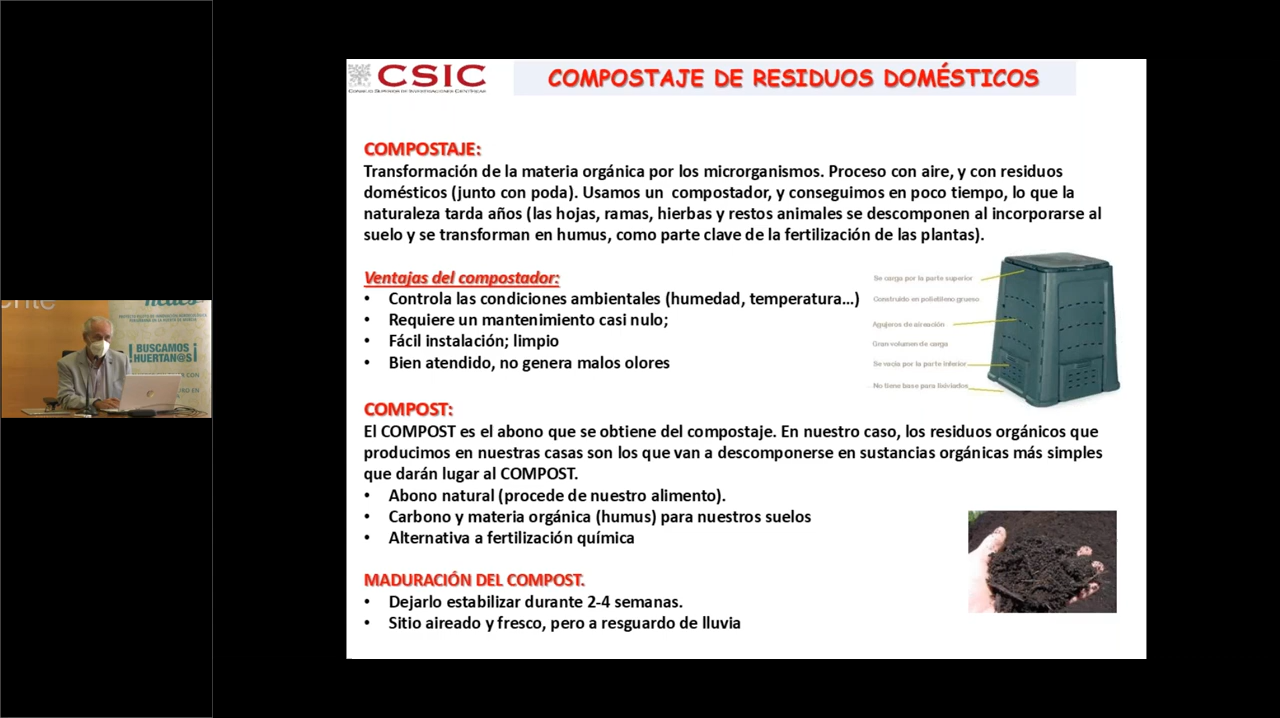 CSIC
CONSEJO SUPERIOR DE INVESTIGACIONES CIENTÍFICAS
COMPOSTAJE DE RESIDUOS DOMÉSTICOS
COMPOSTAJE:
Transformación de la materia orgánica por los microrganismos. Proceso con aire, y con residuos
domésticos (junto con poda). Usamos un compostador, y conseguimos en poco tiempo, lo que la
naturaleza tarda años (las hojas, ramas, hierbas y restos animales se descomponen al incorporarse al
suelo y se transforman en humus, como parte clave de la fertilización de las plantas).
Ventajas del compostador:
• Controla las condiciones ambientales (humedad, temperatura...)
• Requiere un mantenimiento casi nulo;
• Fácil instalación; limpio
• Bien atendido, no genera malos olores
Se carga por la parte superior
Construido en polietileno grueso
Agujeros de aireación
Gran volumen de carga
Se vacía por la parte inferior
No tiene base para lixiviados
COMPOST:
El COMPOST es el abono que se obtiene del compostaje. En nuestro caso, los residuos orgánicos que
producimos en nuestras casas son los que van a descomponerse en sustancias orgánicas más simples
que darán lugar al COMPOST.
• Abono natural (procede de nuestro alimento).
• Carbono y materia orgánica (humus) para nuestros suelos
• Alternativa a fertilización química
MADURACIÓN DEL COMPOST.
• Dejarlo estabilizar durante 2-4 semanas.
• Sitio aireado y fresco, pero a resguardo de lluvia
¡BUSCAMOS
HUERTAN@S!